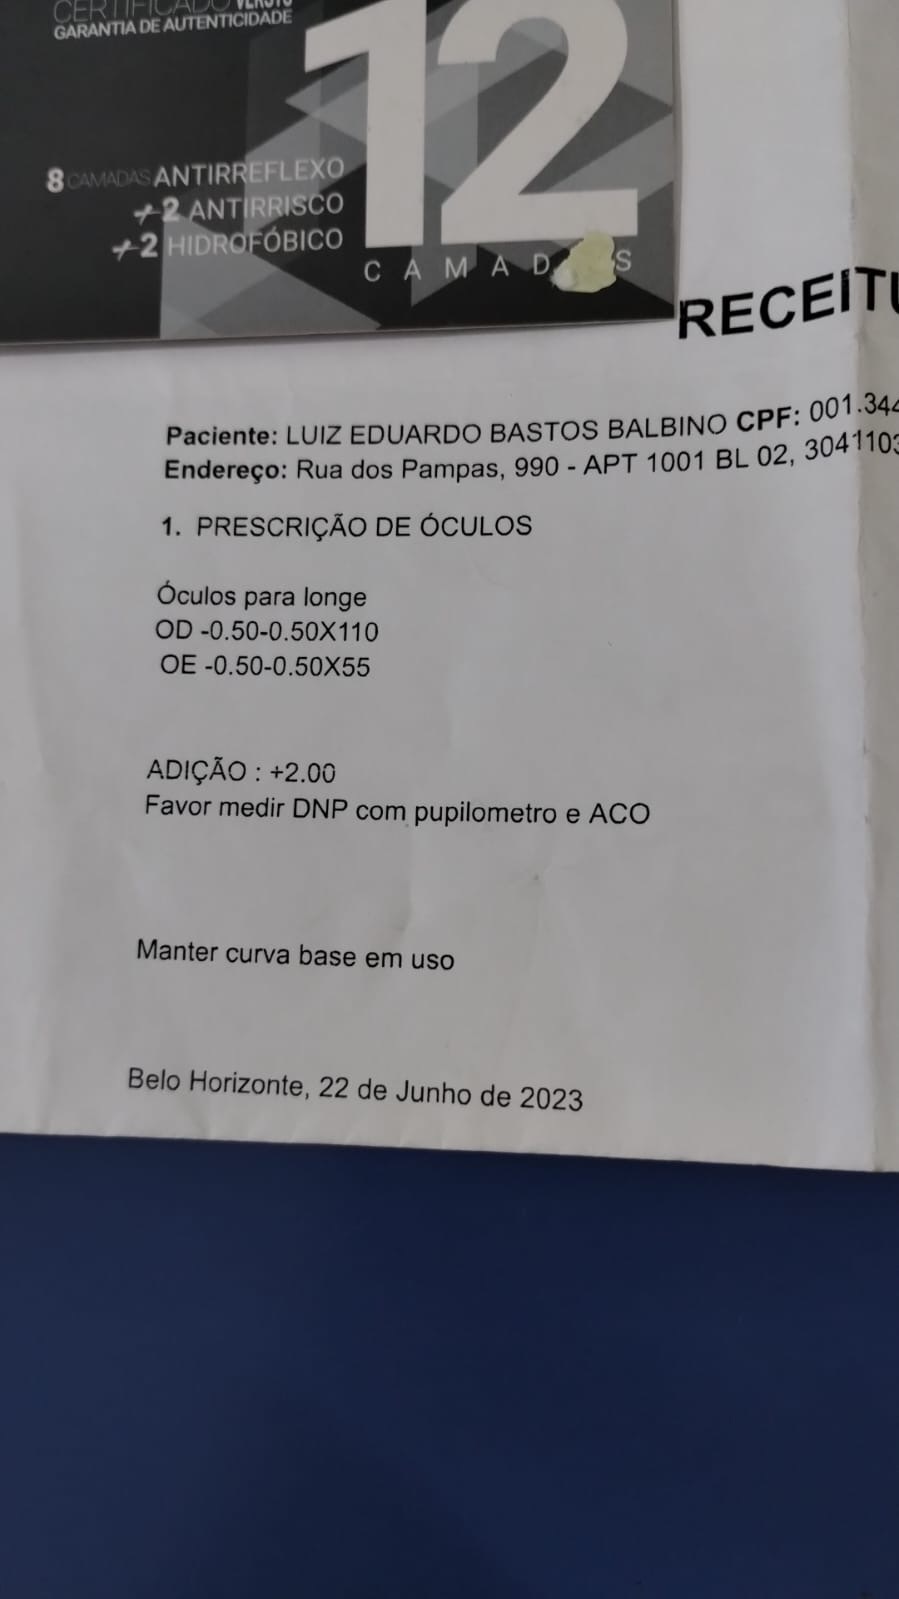 CERTIFICADO
GARANTIA DE AUTENTICIDADE
12
8 CAMADAS ANTIRREFLEXO
+2 ANTIRRISCO
+2 HIDROFÓBICO
CAMADAS
RECEITU
Paciente: LUIZ EDUARDO BASTOS BALBINO CPF: 001.344
Endereço: Rua dos Pampas, 990 - APT 1001 BL 02, 3041103
1. PRESCRIÇÃO DE ÓCULOS
Óculos para longe
OD -0.50-0.50X110
OE -0.50-0.50X55
ADIÇÃO : +2.00
Favor medir DNP com pupilometro e ACO
Manter curva base em uso
Belo Horizonte, 22 de Junho de 2023